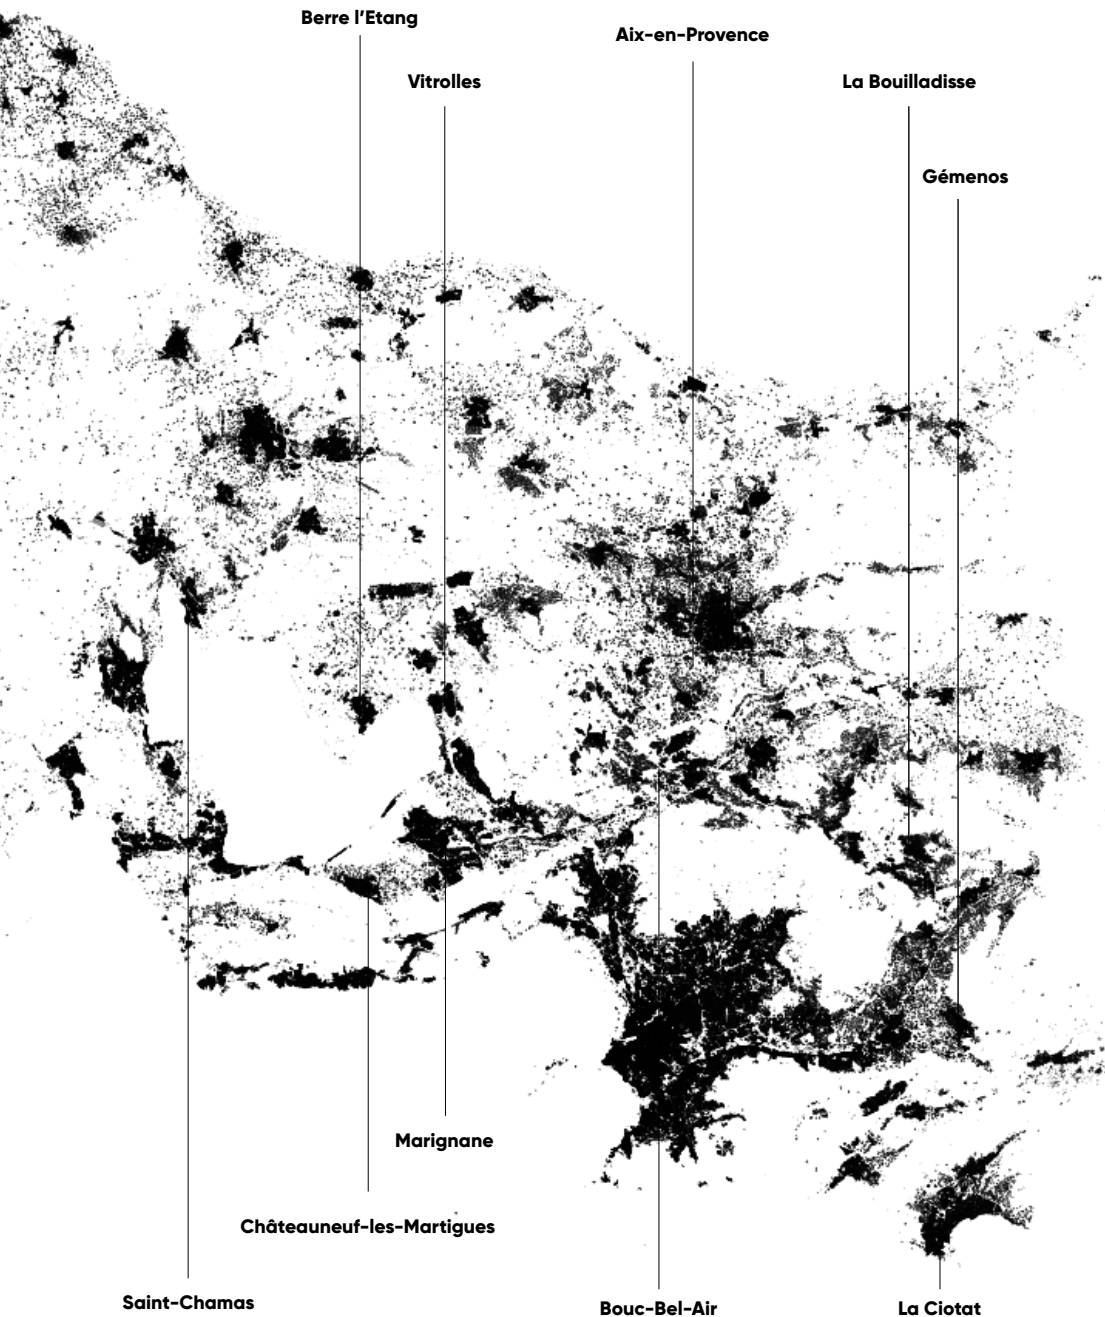 Berre l'Etang
Aix-en-Provence
Vitrolles
La Bouilladisse
Gémenos
Marignane
Châteauneuf-les-Martigues
Saint-Chamas
Bouc-Bel-Air
La Ciotat